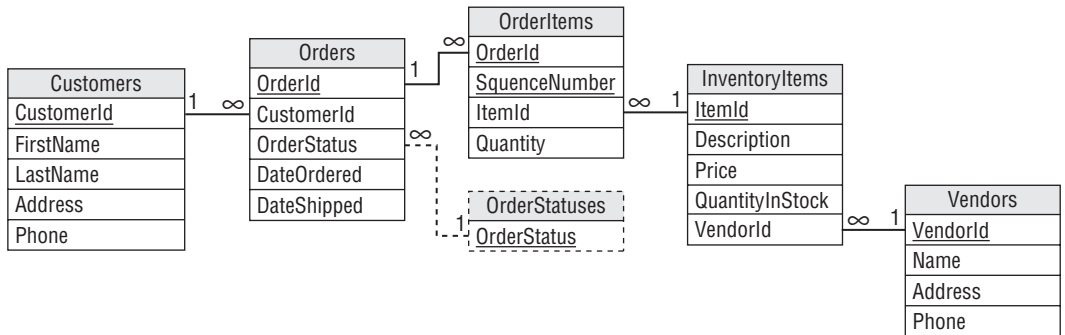 Customers
CustomerId
FirstName
LastName
Address
Phone
1
∞
Orders
OrderId
CustomerId
OrderStatus
DateOrdered
DateShipped
1
∞
∞
1
OrderItems
OrderId
SquenceNumber
ItemId
Quantity
OrderStatuses
OrderStatus
∞
1
InventoryItems
ItemId
Description
Price
QuantityInStock
VendorId
∞
1
Vendors
VendorId
Name
Address
Phone